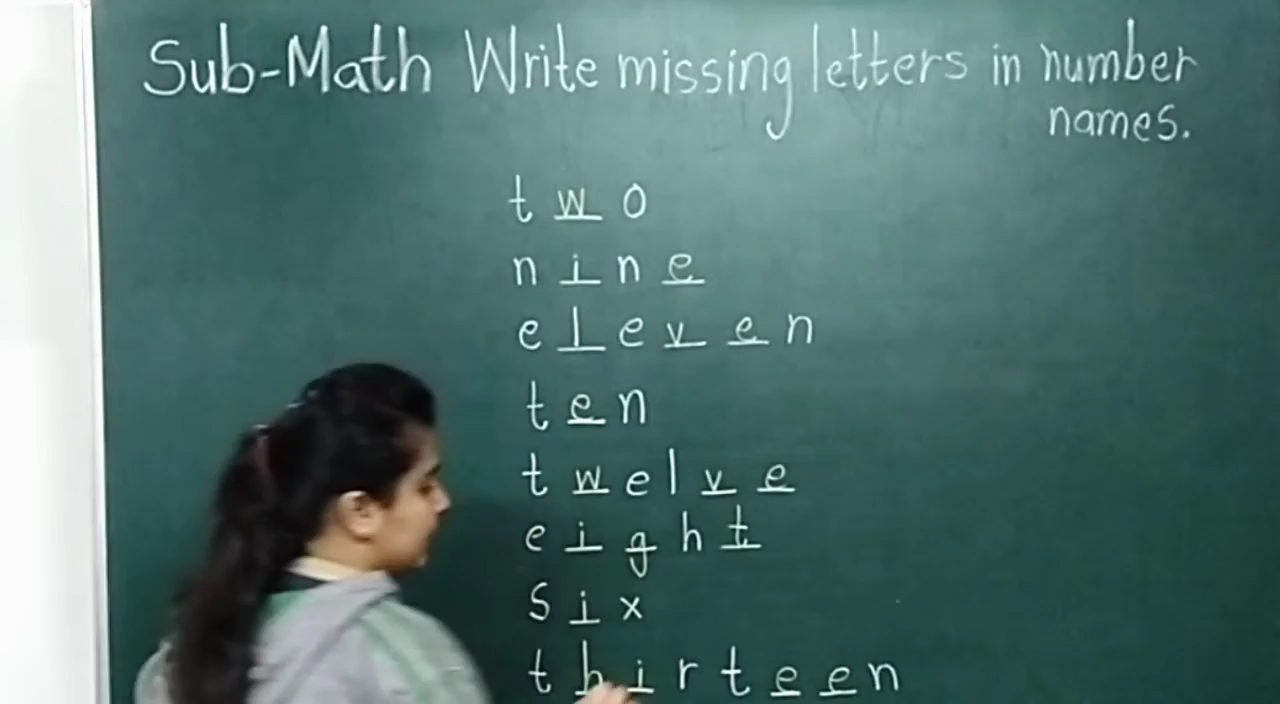 Sub-Math Write missing letters in number
names.
two
nine
eleven
ten
twelve
eight
six
thirteen